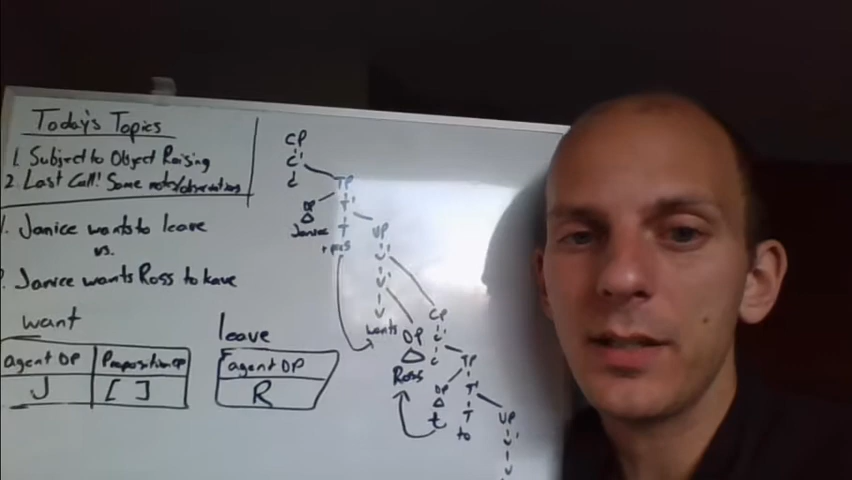 Today's Topics
1. Subject to Object Raising
2. Last Call! Some notes/observations
1. Janice wants to leave
vs.
2. Janice wants Ross to leave
want
agent DP Proposition CP
J [ ]
leave
agent DP
R
CP
C'
C TP
DP T'
Janice T VP
+pres V'
V'
V
wants CP
DP C'
Ross C TP
DP T'
t T VP
to V'